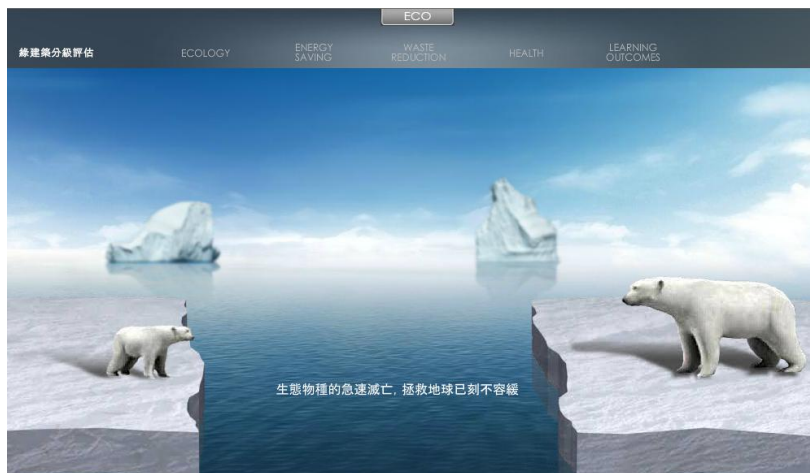 ECO
綠建築分級評估
ECOLOGY
ENERGY
SAVING
WASTE
REDUCTION
HEALTH
LEARNING
OUTCOMES
生態物種的急速滅亡, 拯救地球已刻不容緩